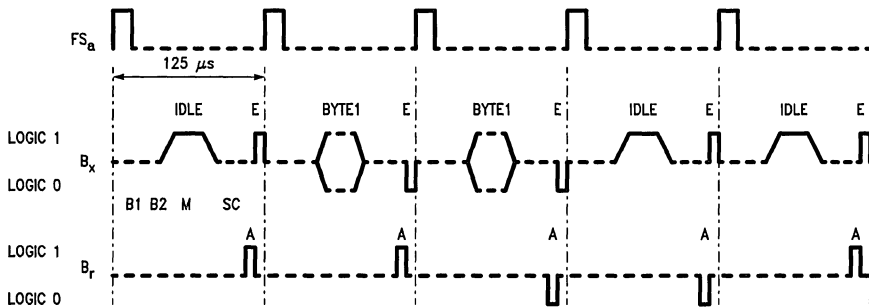 FSa
125 µs
IDLE E BYTE1 E BYTE1 E IDLE E IDLE E
LOGIC 1
Bx
LOGIC 0
B1 B2 M SC
A A A A A
LOGIC 1
Br
LOGIC 0